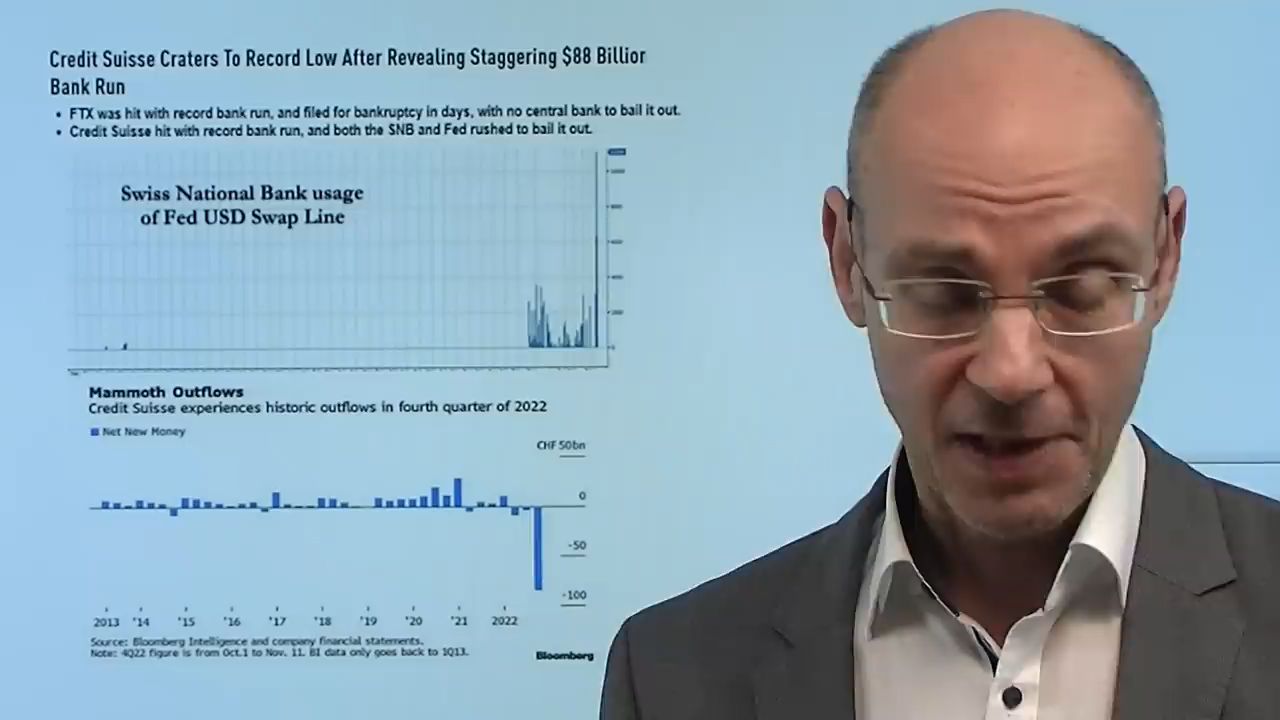 Credit Suisse Craters To Record Low After Revealing Staggering $88 Billior
Bank Run
• FTX was hit with record bank run, and filed for bankruptcy in days, with no central bank to bail it out.
• Credit Suisse hit with record bank run, and both the SNB and Fed rushed to bail it out.
Swiss National Bank usage
of Fed USD Swap Line
Mammoth Outflows
Credit Suisse experiences historic outflows in fourth quarter of 2022
Net New Money
CHF 50bn
0
-50
-100
2013 '14 '15 '16 '17 '18 '19 '20 '21 2022
Source: Bloomberg Intelligence and company financial statements.
Note: 4Q22 figure is from Oct.1 to Nov. 11. BI data only goes back to 1Q13.
Bloomberg